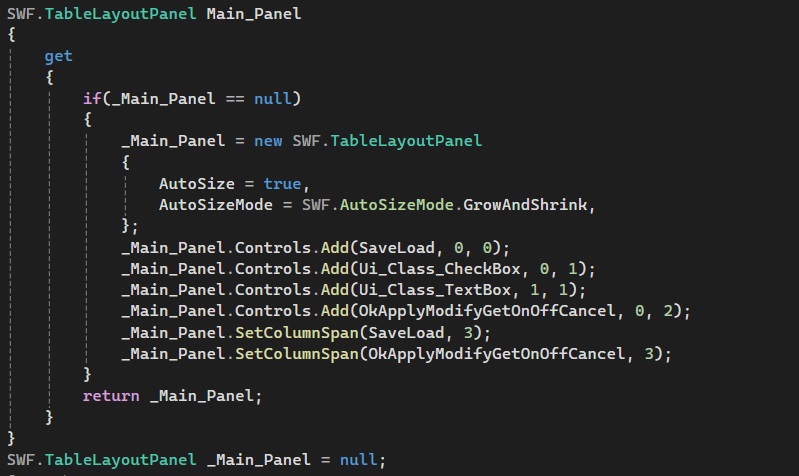 SWF.TableLayoutPanel Main_Panel
{
get
{
if(_Main_Panel == null)
{
_Main_Panel = new SWF.TableLayoutPanel
{
AutoSize = true,
AutoSizeMode = SWF.AutoSizeMode.GrowAndShrink,
};
_Main_Panel.Controls.Add(SaveLoad, 0, 0);
_Main_Panel.Controls.Add(Ui_Class_CheckBox, 0, 1);
_Main_Panel.Controls.Add(Ui_Class_TextBox, 1, 1);
_Main_Panel.Controls.Add(OkApplyModifyGetOnOffCancel, 0, 2);
_Main_Panel.SetColumnSpan(SaveLoad, 3);
_Main_Panel.SetColumnSpan(OkApplyModifyGetOnOffCancel, 3);
}
return _Main_Panel;
}
}
SWF.TableLayoutPanel _Main_Panel = null;